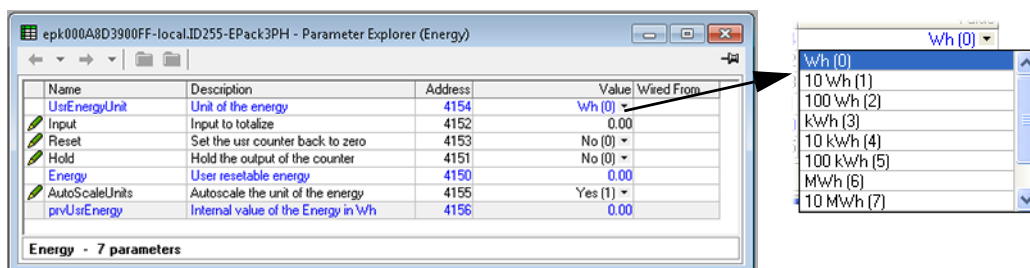 epk000A8D3900FF-local.ID255-EPack3PH - Parameter Explorer (Energy)
Name Description Address Value Wired From
UsrEnergyUnit Unit of the energy 4154 Wh (0)
Input Input to totalize 4152 0.00
Reset Set the usr counter back to zero 4153 No (0)
Hold Hold the output of the counter 4151 No (0)
Energy User resetable energy 4150 0.00
AutoScaleUnits Autoscale the unit of the energy 4155 Yes (1)
prvUsrEnergy Internal value of the Energy in Wh 4156 0.00
Energy - 7 parameters
Wh (0)
Wh (0)
10 Wh (1)
100 Wh (2)
kWh (3)
10 kWh (4)
100 kWh (5)
MWh (6)
10 MWh (7)